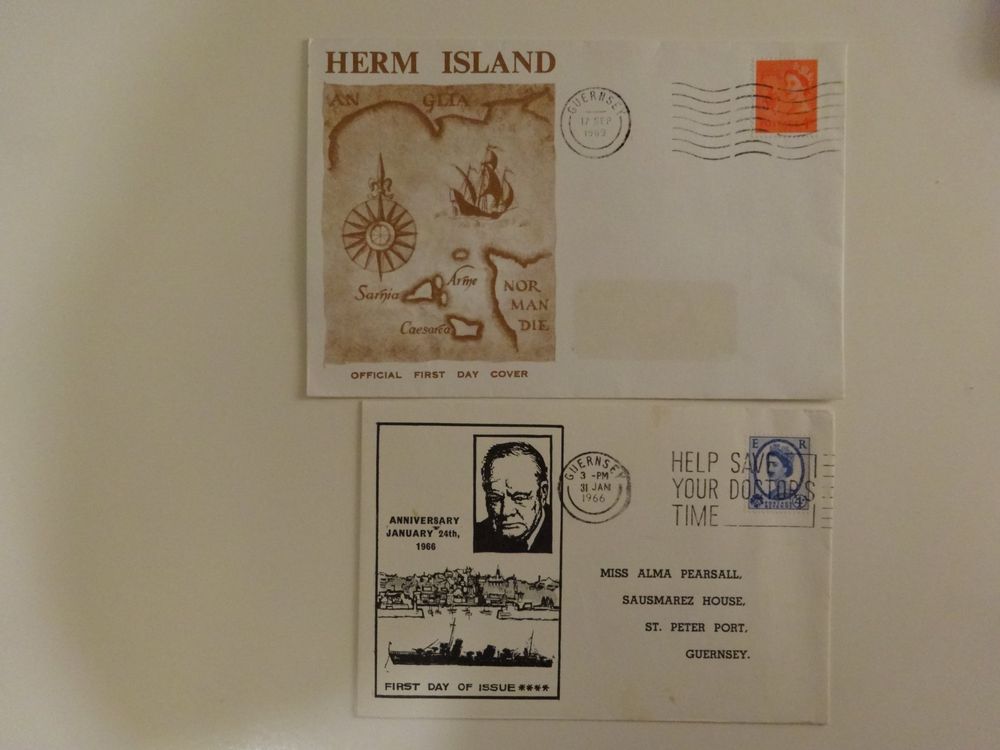 HERM ISLAND
AN GLIA
GUERNSEY
17 SEP
Sarnia
Arme
NOR
MAN
DIE
Caesarea
OFFICIAL FIRST DAY COVER
ANNIVERSARY
JANUARY 24th,
1966
FIRST DAY OF ISSUE ****
GUERNSEY
3 -PM
31 JAN
1966
HELP SAVE
YOUR DOCTOR'S
TIME
E R
MISS ALMA PEARSALL,
SAUSMAREZ HOUSE,
ST. PETER PORT,
GUERNSEY.